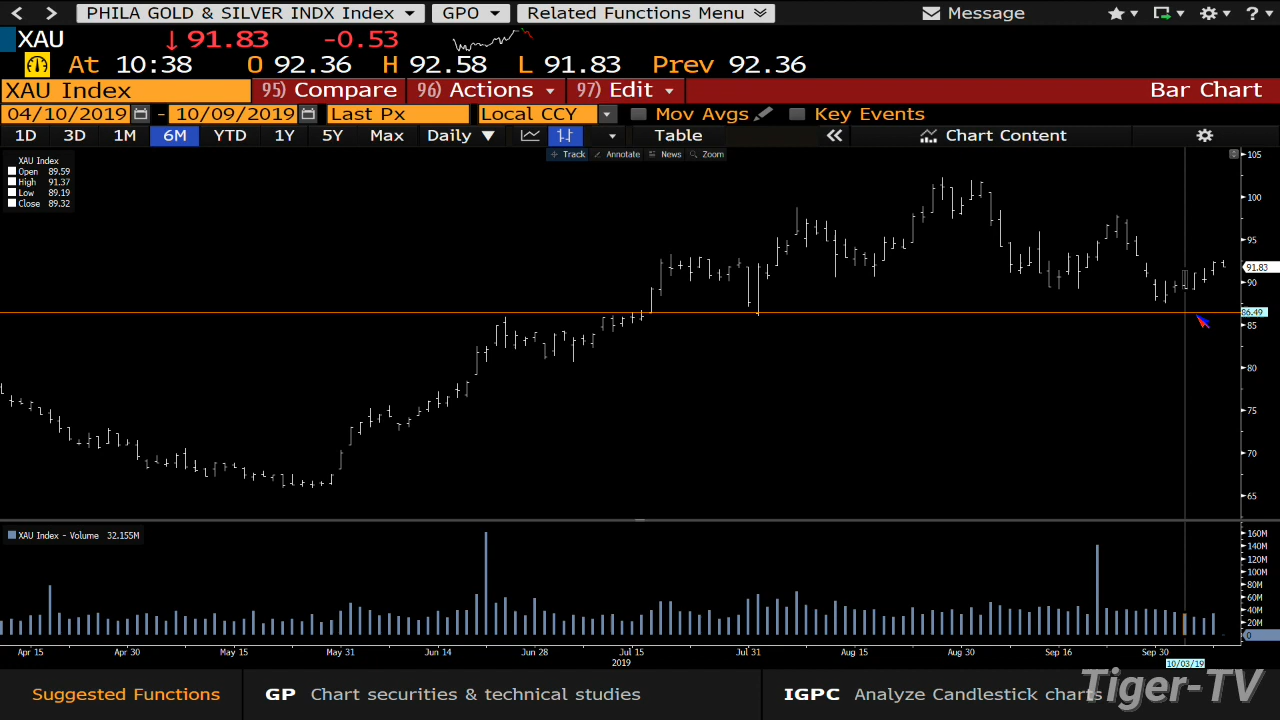 PHILA GOLD & SILVER INDX Index GPO Related Functions Menu Message
XAU 91.83 -0.53
At 10:38 O 92.36 H 92.58 L 91.83 Prev 92.36
XAU Index 95) Compare 96) Actions 97) Edit Bar Chart
04/10/2019 - 10/09/2019 Last Px Local CCY Mov Avgs Key Events
1D 3D 1M 6M YTD 1Y 5Y Max Daily Table Chart Content
Track Annotate News Zoom
XAU Index
Open 89.59
High 91.37
Low 89.19
Close 89.32
105
100
95
91.83
90
86.49
85
80
75
70
65
XAU Index - Volume 32.155M
160M
140M
120M
100M
80M
60M
40M
20M
0
Apr 15 Apr 30 May 15 May 31 Jun 14 Jun 28 Jul 15 Jul 31 Aug 15 Aug 30 Sep 16 Sep 30
2019 10/03/19
Suggested Functions GP Chart securities & technical studies IGPC Analyze Candlestick charts
Tiger-TV